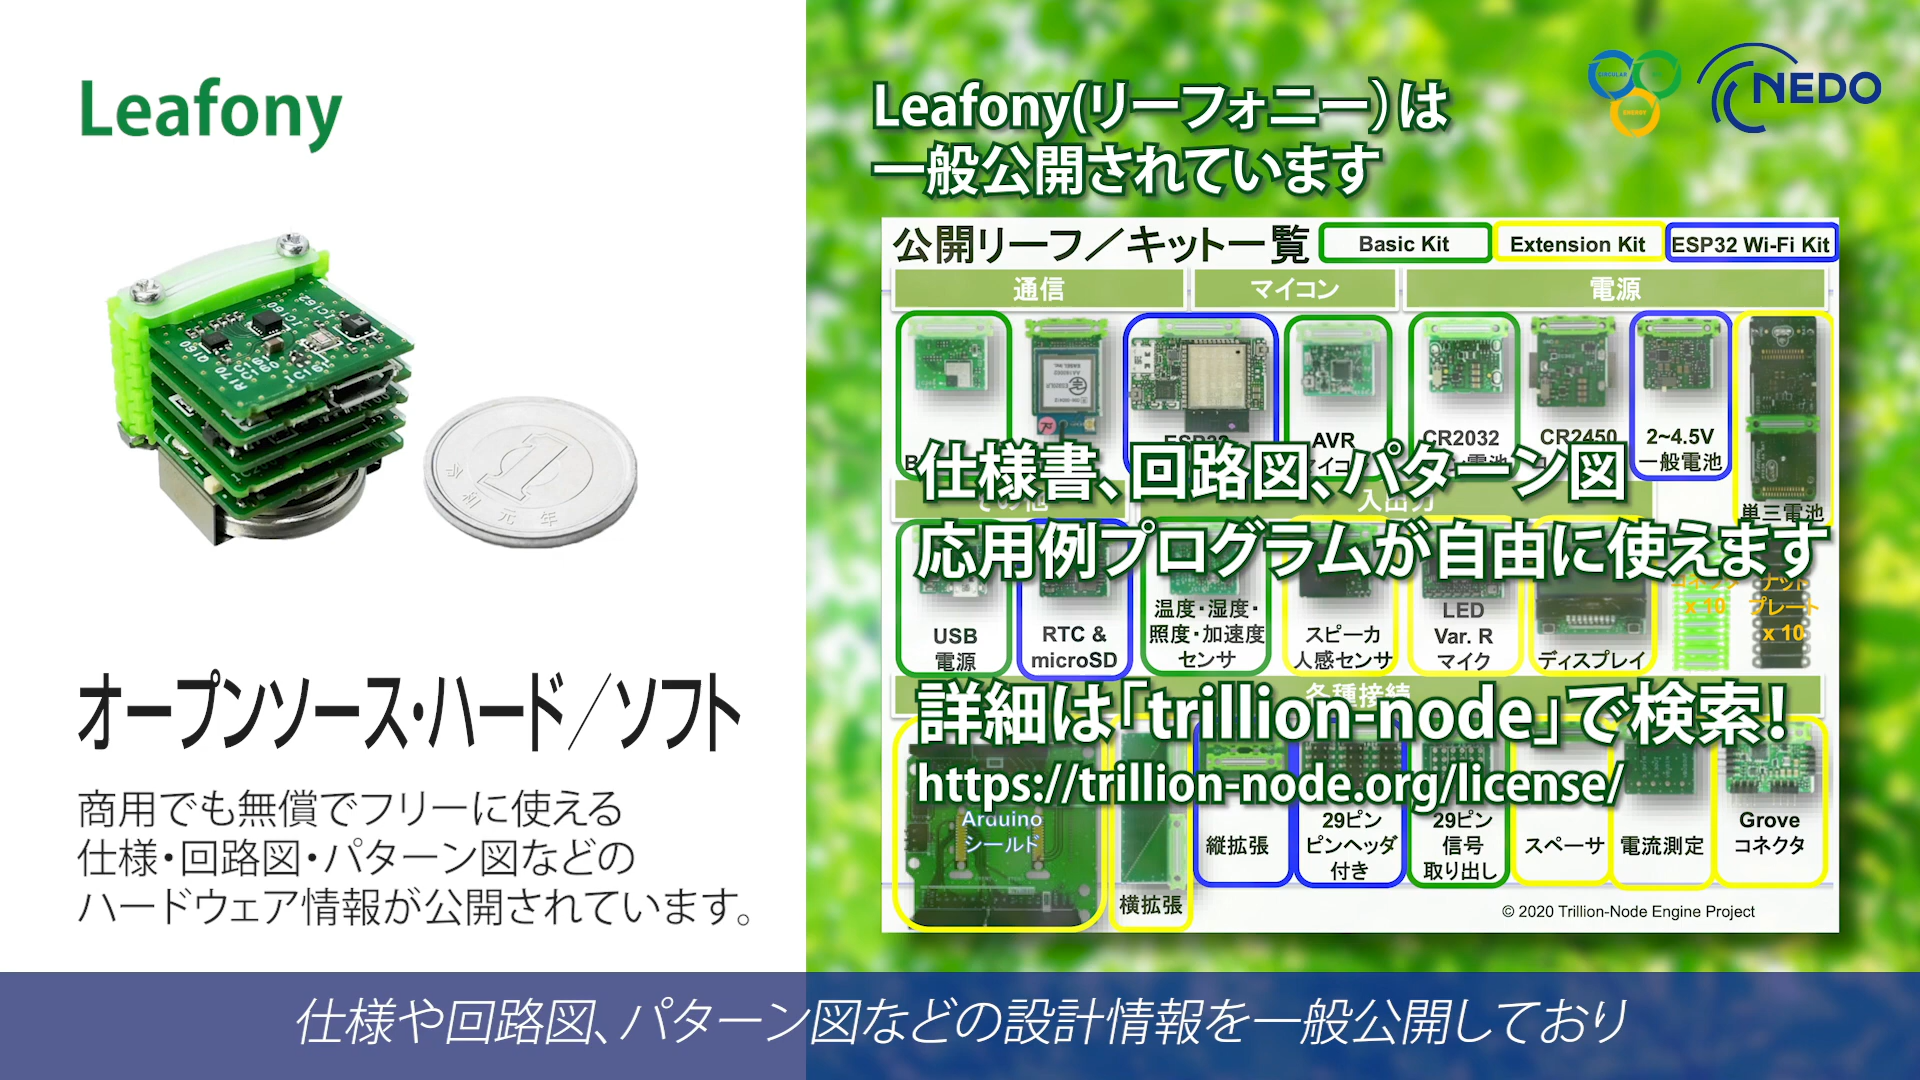 Leafony
オープンソース・ハード／ソフト
商用でも無償でフリーに使える
仕様・回路図・パターン図などの
ハードウェア情報が公開されています。
CIRCULAR
ENERGY
NEDO
Leafony(リーフォニー）は
一般公開されています
公開リーフ／キット一覧
Basic Kit
Extension Kit
ESP32 Wi-Fi Kit
通信
マイコン
電源
AVR
CR2032
CR2450
2~4.5V
一般電池
単三電池
仕様書、回路図、パターン図
応用例プログラムが自由に使えます
USB
電源
RTC &
microSD
温度・湿度・
照度・加速度
センサ
スピーカ
人感センサ
LED
Var. R
マイク
ディスプレイ
x 10
プレート
x 10
詳細は「trillion-node」で検索！
https://trillion-node.org/license/
Arduino
シールド
横拡張
縦拡張
29ピン
ピンヘッダ
付き
29ピン
信号
取り出し
スペーサ
電流測定
Grove
コネクタ
© 2020 Trillion-Node Engine Project
仕様や回路図、パターン図などの設計情報を一般公開しており